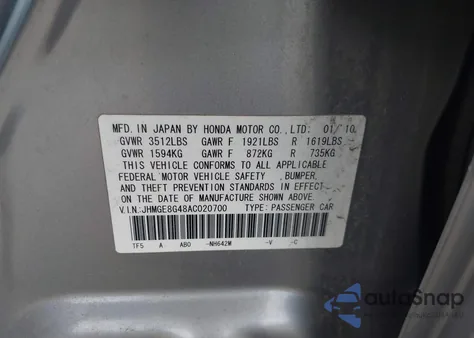 MFD. IN JAPAN BY HONDA MOTOR CO., LTD. 01/10
GVWR 3512LBS GAWR F 1921LBS R 1619LBS
GVWR 1594KG GAWR F 872KG R 735KG
THIS VEHICLE CONFORMS TO ALL APPLICABLE
FEDERAL MOTOR VEHICLE SAFETY, BUMPER,
AND THEFT PREVENTION STANDARDS IN EFFECT
ON THE DATE OF MANUFACTURE SHOWN ABOVE.
V.I.N.:JHMGE8G48AC020700 TYPE: PASSENGER CAR
TF5 A AB0 -NH642M -V -C
autoSnap